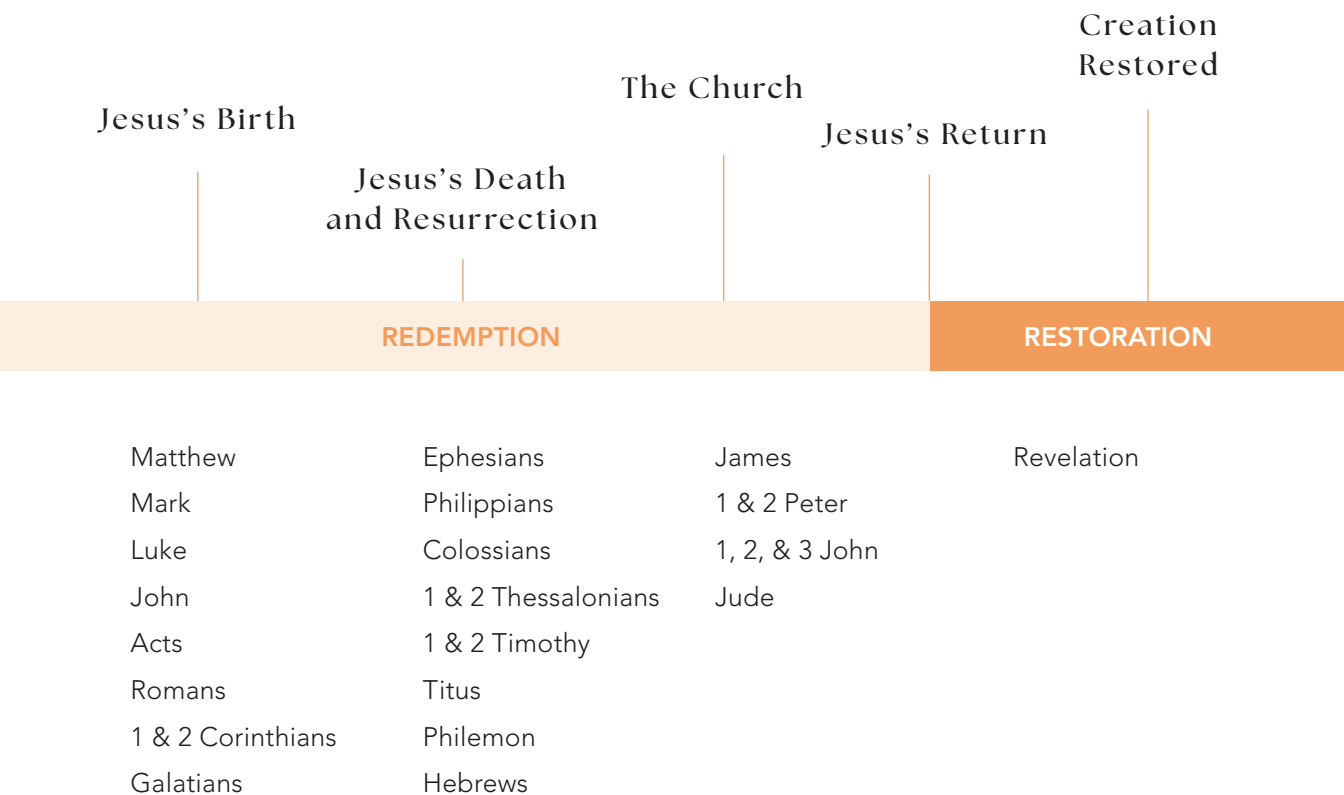 Creation
Restored
The Church
Jesus’s Birth
Jesus’s Return
Jesus’s Death
and Resurrection
REDEMPTION
RESTORATION
Matthew
Mark
Luke
John
Acts
Romans
1 & 2 Corinthians
Galatians
Ephesians
Philippians
Colossians
1 & 2 Thessalonians
1 & 2 Timothy
Titus
Philemon
Hebrews
James
1 & 2 Peter
1, 2, & 3 John
Jude
Revelation